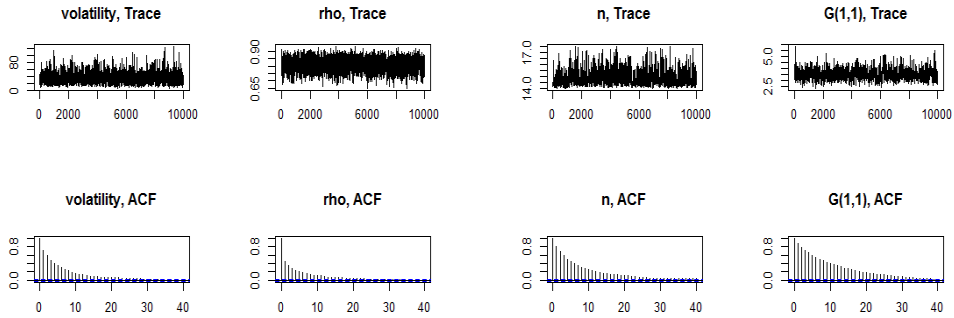 volatility, Trace
rho, Trace
n, Trace
G(1,1), Trace
0 80
0.65 0.90
14.0 17.0
2.5 5.0
0 2000 6000 10000
0 2000 6000 10000
0 2000 6000 10000
0 2000 6000 10000
volatility, ACF
rho, ACF
n, ACF
G(1,1), ACF
0.0 0.8
0.0 0.8
0.0 0.8
0.0 0.8
0 10 20 30 40
0 10 20 30 40
0 10 20 30 40
0 10 20 30 40